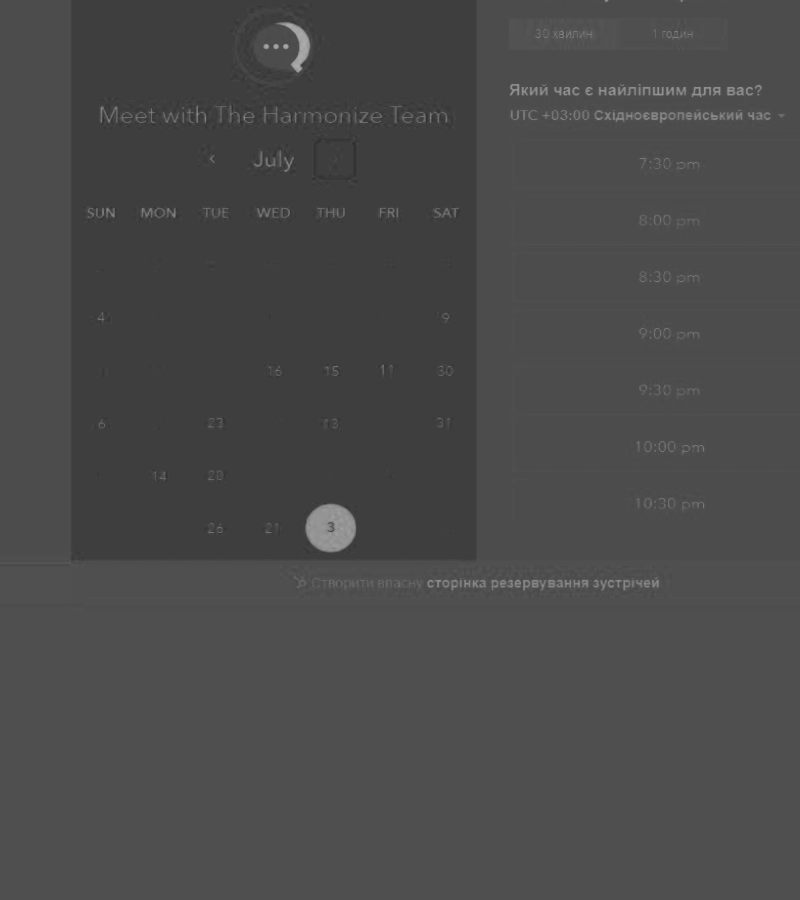 30 хвилин 1 годин
Meet with The Harmonize Team
Який час є найліпшим для вас?
UTC +03:00 Східноєвропейський час
July
SUN MON TUE WED THU FRI SAT
4 9
16 15 11 30
6 23 13 31
14 20
26 21 3
7:30 pm
8:00 pm
8:30 pm
9:00 pm
9:30 pm
10:00 pm
10:30 pm
Створити власну сторінка резервування зустрічей